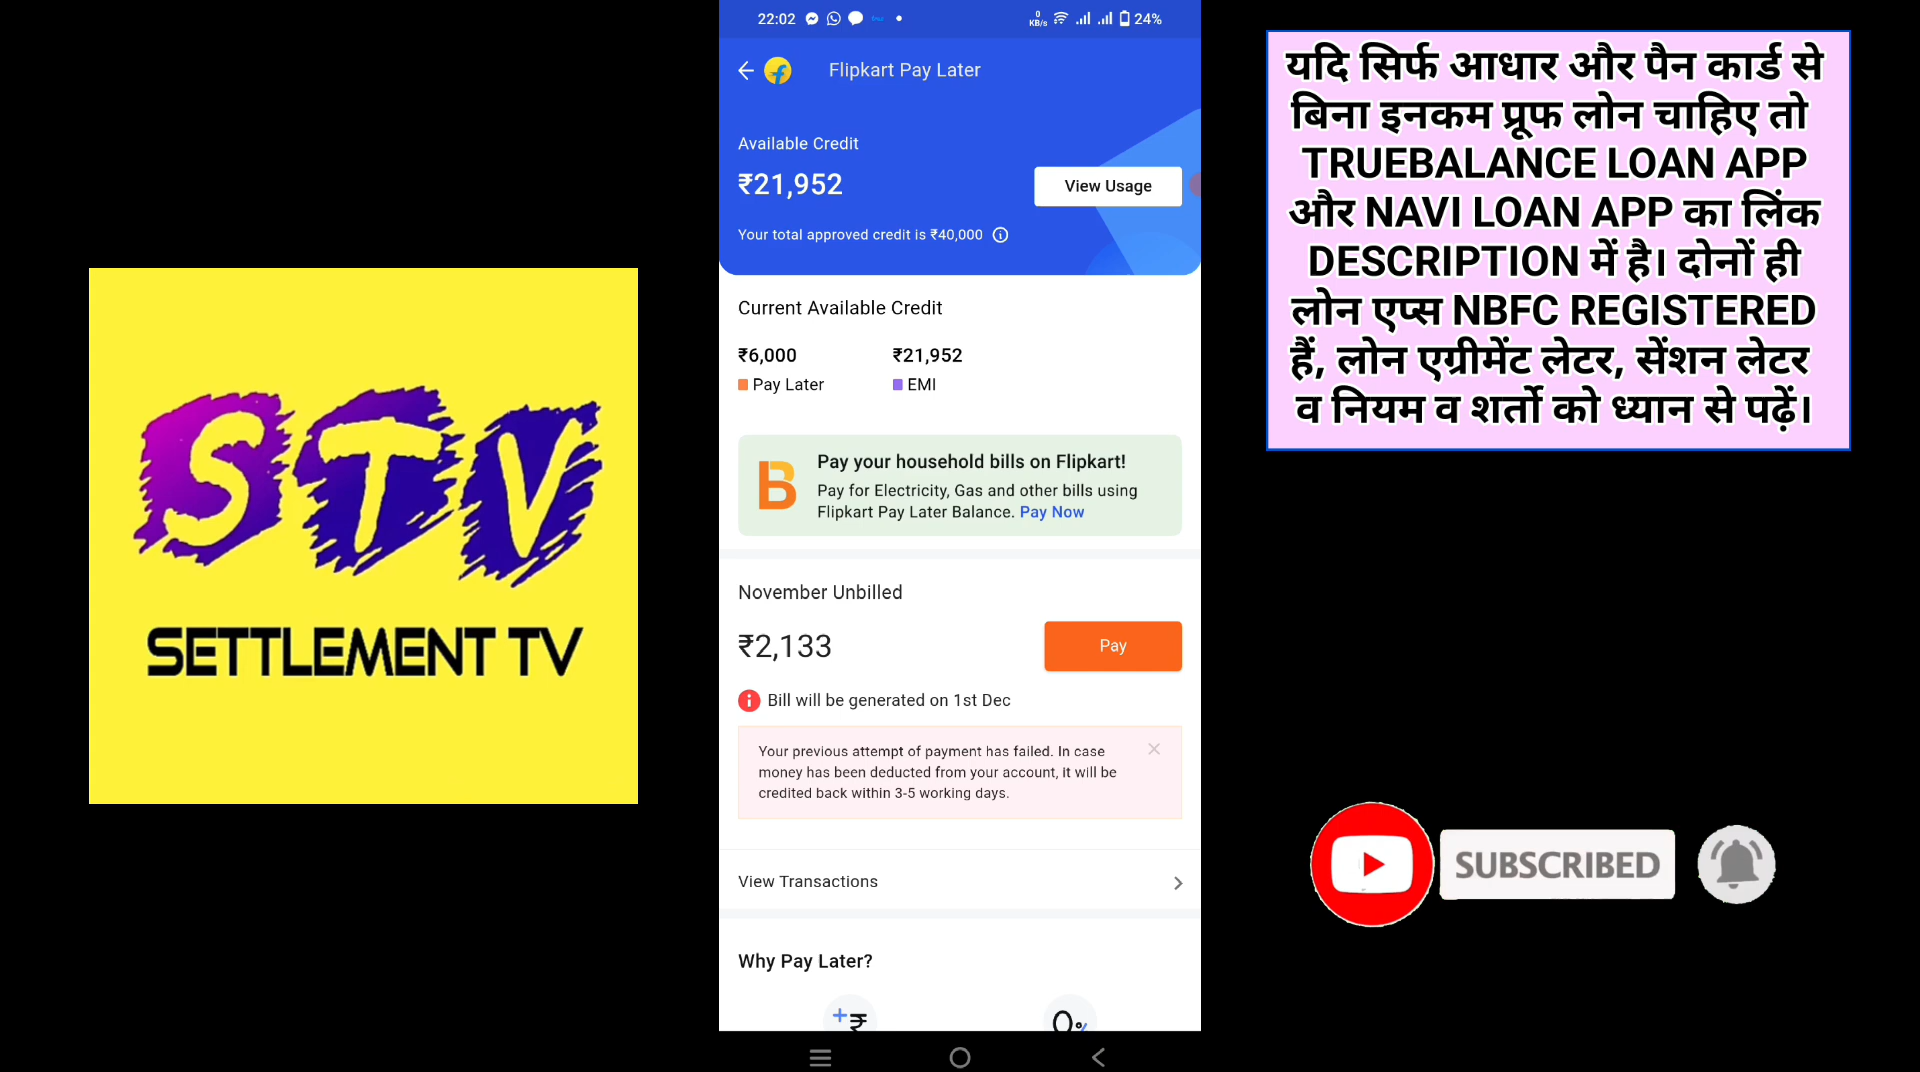 STV
SETTLEMENT TV
22:02
0
KB/s
24%
Flipkart Pay Later
Available Credit
₹21,952
View Usage
Your total approved credit is ₹40,000
Current Available Credit
₹6,000
₹21,952
Pay Later
EMI
Pay your household bills on Flipkart!
Pay for Electricity, Gas and other bills using
Flipkart Pay Later Balance. Pay Now
November Unbilled
₹2,133
Pay
Bill will be generated on 1st Dec
Your previous attempt of payment has failed. In case
money has been deducted from your account, it will be
credited back within 3-5 working days.
View Transactions
Why Pay Later?
+₹
0%
यदि सिर्फ आधार और पैन कार्ड से
बिना इनकम प्रूफ लोन चाहिए तो
TRUEBALANCE LOAN APP
और NAVI LOAN APP का लिंक
DESCRIPTION में है। दोनों ही
लोन एप्स NBFC REGISTERED
हैं, लोन एग्रीमेंट लेटर, सेंशन लेटर
व नियम व शर्तो को ध्यान से पढ़ें।
SUBSCRIBED